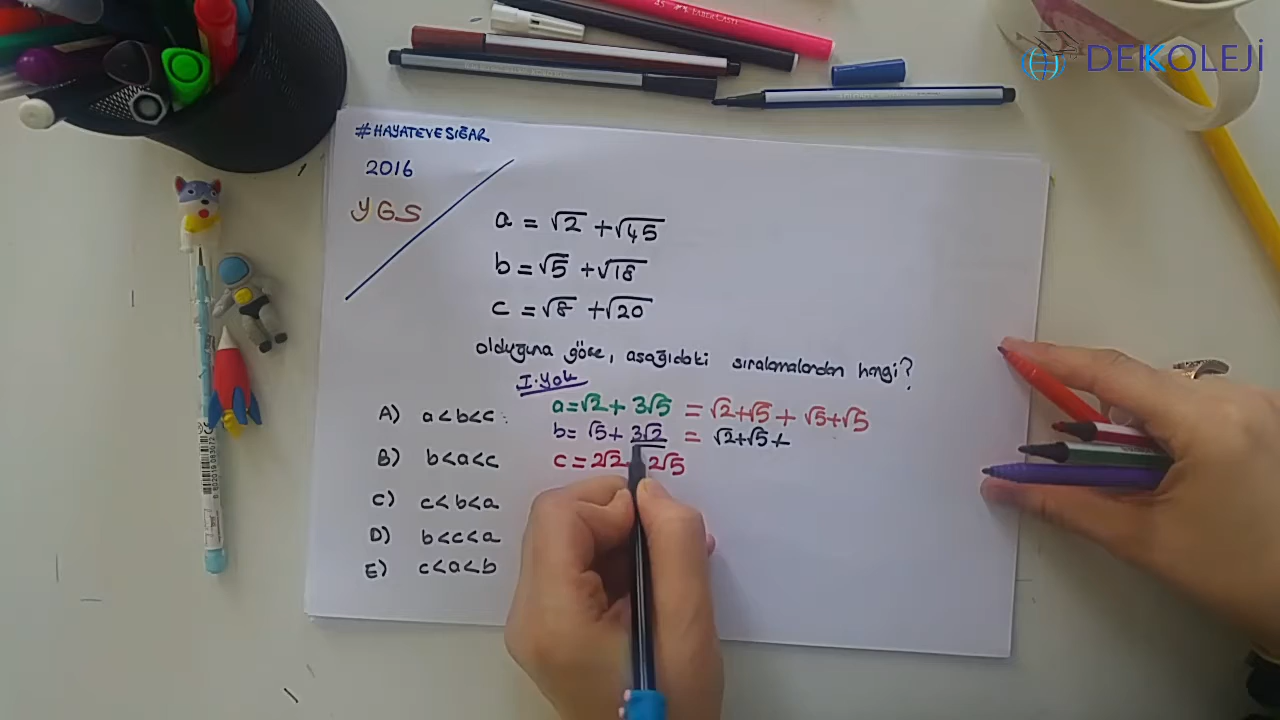 DEKKOLEJİ
#HAYATEVESIĞAR
2016
YGS
a = √2 + √45
b = √5 + √18
c = √8 + √20
olduğuna göre, aşağıdaki sıralamalardan hangi?
I. yol
A) a<b<c
a=√2+ 3√5 = √2+√5 + √5+√5
b= √5+ 3√2 = √2+√5+
B) b<a<c
c = 2√2 2√5
C) c<b<a
D) b<c<a
E) c<a<b